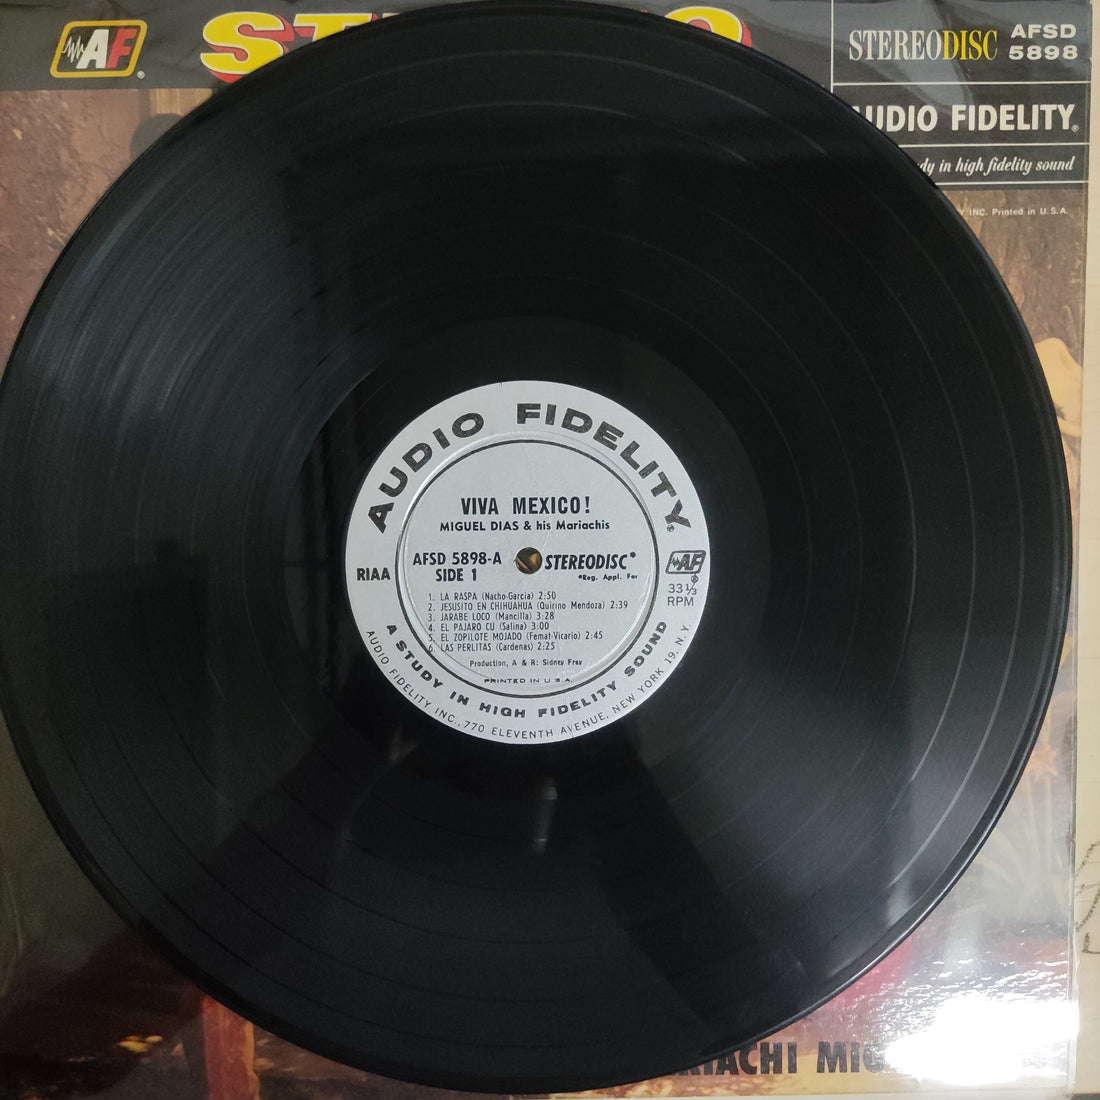 AF®
STEREODISC AFSD 5898
AUDIO FIDELITY®
in high fidelity sound
INC. Printed in U.S.A.
AUDIO FIDELITY®
VIVA MEXICO!
MIGUEL DIAS & his Mariachis
AFSD 5898-A STEREODISC*
SIDE 1 *Reg. Appl. For
RIAA
AF®
33⅓ RPM
1. LA RASPA (Nacho-Garcia) 2:50
2. JESUSITO EN CHIHUAHUA (Quirino Mendoza) 2:39
3. JARABE LOCO (Mancilla) 3:28
4. EL PAJARO CU (Salina) 3:00
5. EL ZOPILOTE MOJADO (Femat-Vicario) 2:45
6. LAS PERLITAS (Cardenas) 2:25
Production, A & R: Sidney Frey
PRINTED IN U.S.A.
A STUDY IN HIGH FIDELITY SOUND
AUDIO FIDELITY INC., 770 ELEVENTH AVENUE, NEW YORK 19, N.Y.